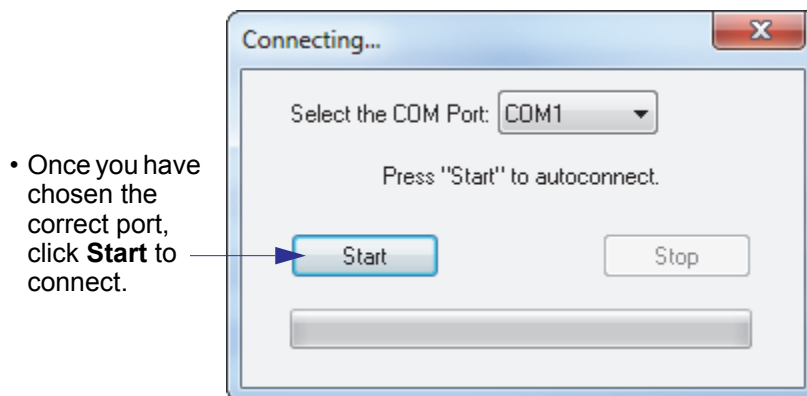 Connecting...
Select the COM Port: COM1
Press "Start" to autoconnect.
• Once you have
chosen the
correct port,
click Start to
connect.
Start
Stop